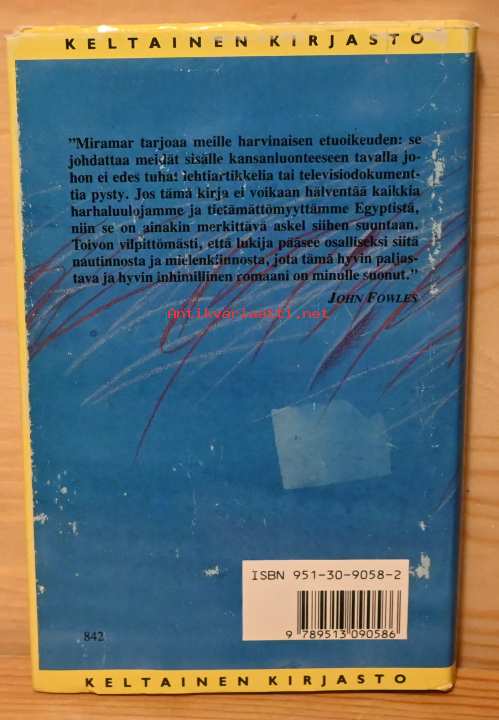 KELTAINEN KIRJASTO
"Miramar tarjoaa meille harvinaisen etuoikeuden: se
johdattaa meidät sisälle kansanluonteeseen tavalla jo-
hon ei edes tuhat lehtiartikkelia tai televisiodokument-
tia pysty. Jos tämä kirja ei voikaan hälventää kaikkia
harhaluulojamme ja tietämättömyyttämme Egyptistä,
niin se on ainakin merkittävä askel siihen suuntaan.
Toivon vilpittömästi, että lukija pääsee osalliseksi siitä
nautinnosta ja mielenkiinnosta, jota tämä hyvin paljas-
tava ja hyvin inhimillinen romaani on minulle suonut."
JOHN FOWLES
Antikvariaatti.net
ISBN 951-30-9058-2
9 789513 090586
842
KELTAINEN KIRJASTO